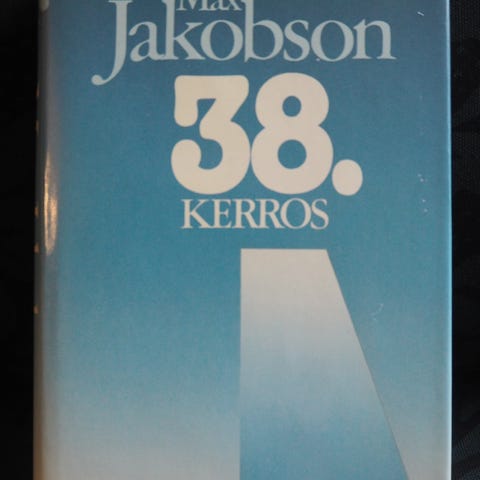 Max
Jakobson
38.
KERROS